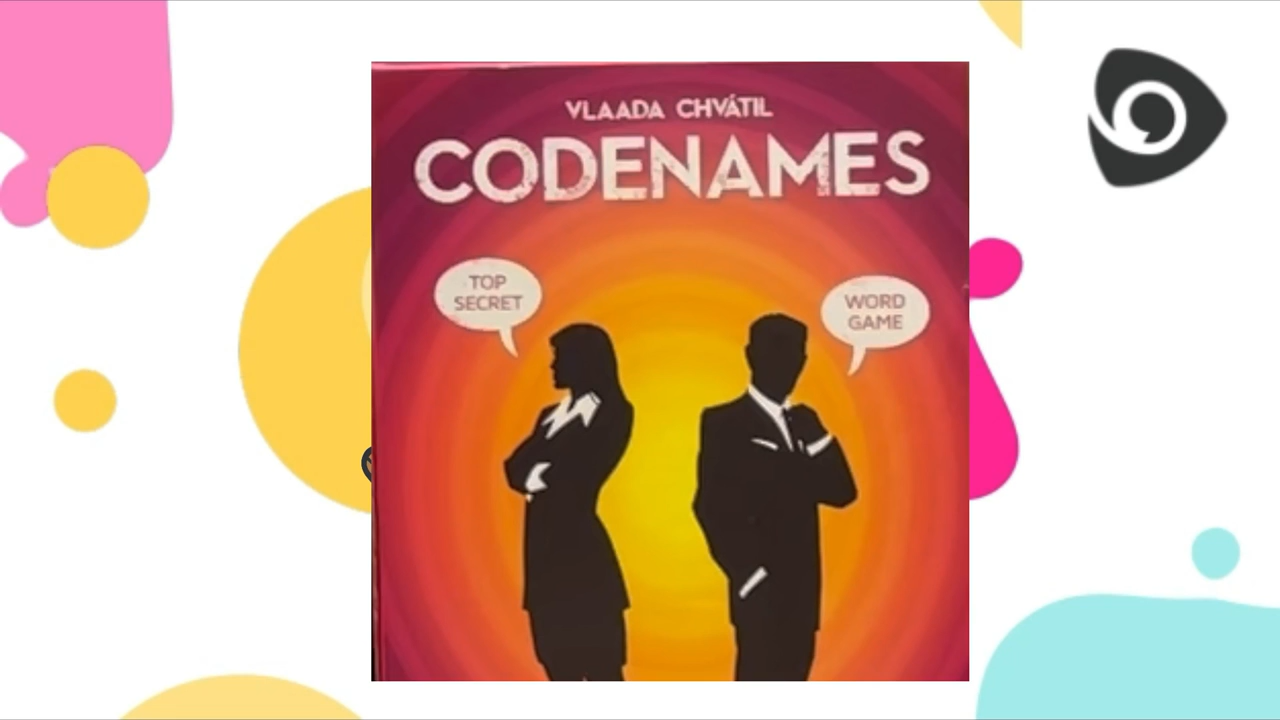 VLAADA CHVÁTIL
CODENAMES
TOP
SECRET
WORD
GAME